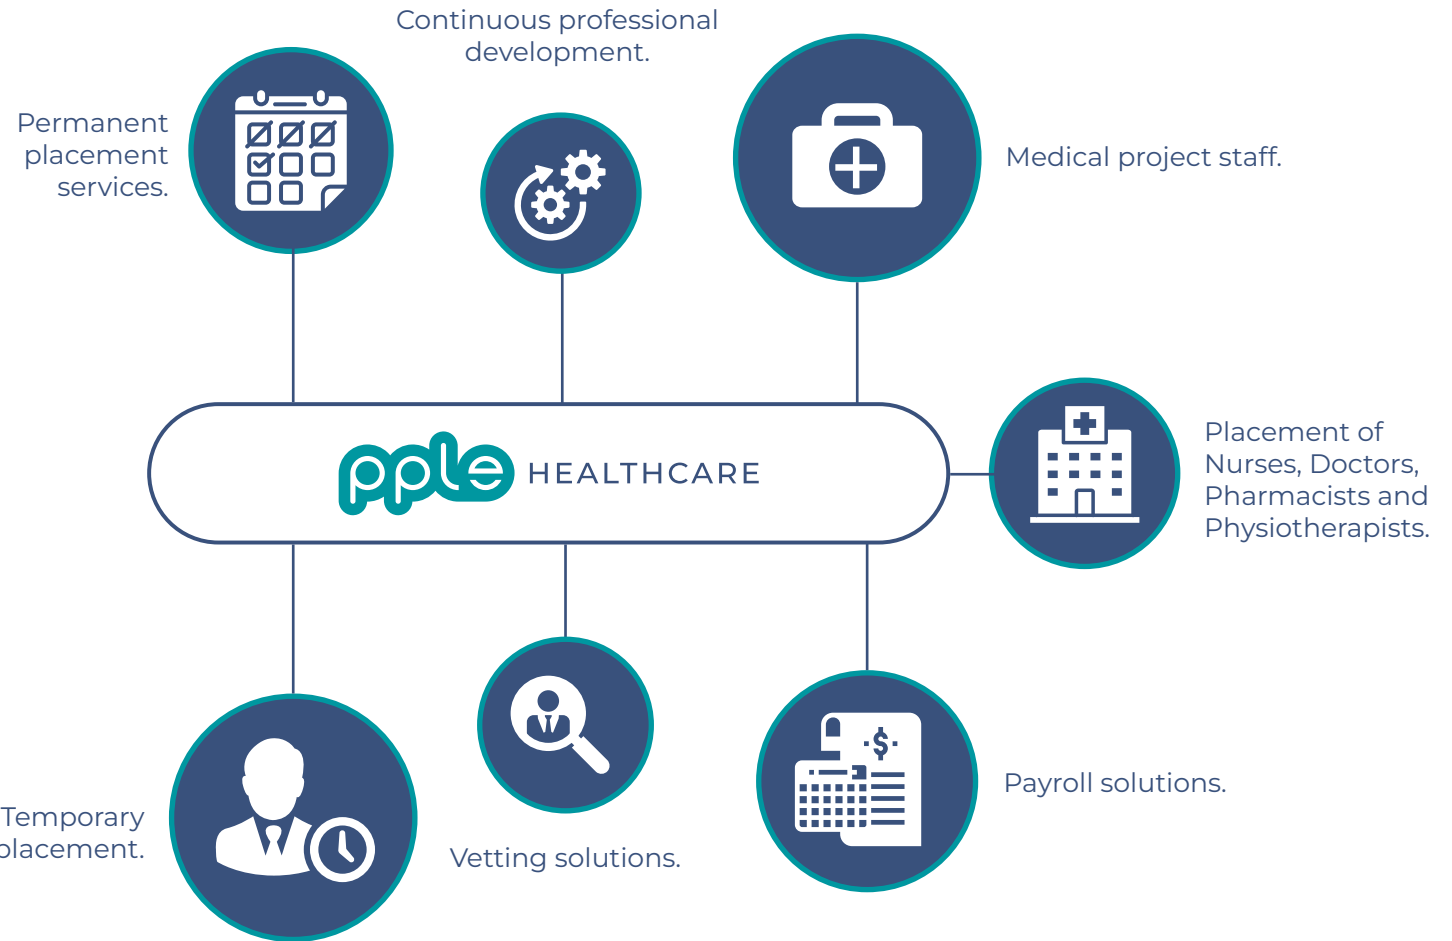 Continuous professional
development.
Permanent
placement
services.
Medical project staff.
pple HEALTHCARE
Placement of
Nurses, Doctors,
Pharmacists and
Physiotherapists.
$
Temporary
placement.
Vetting solutions.
Payroll solutions.